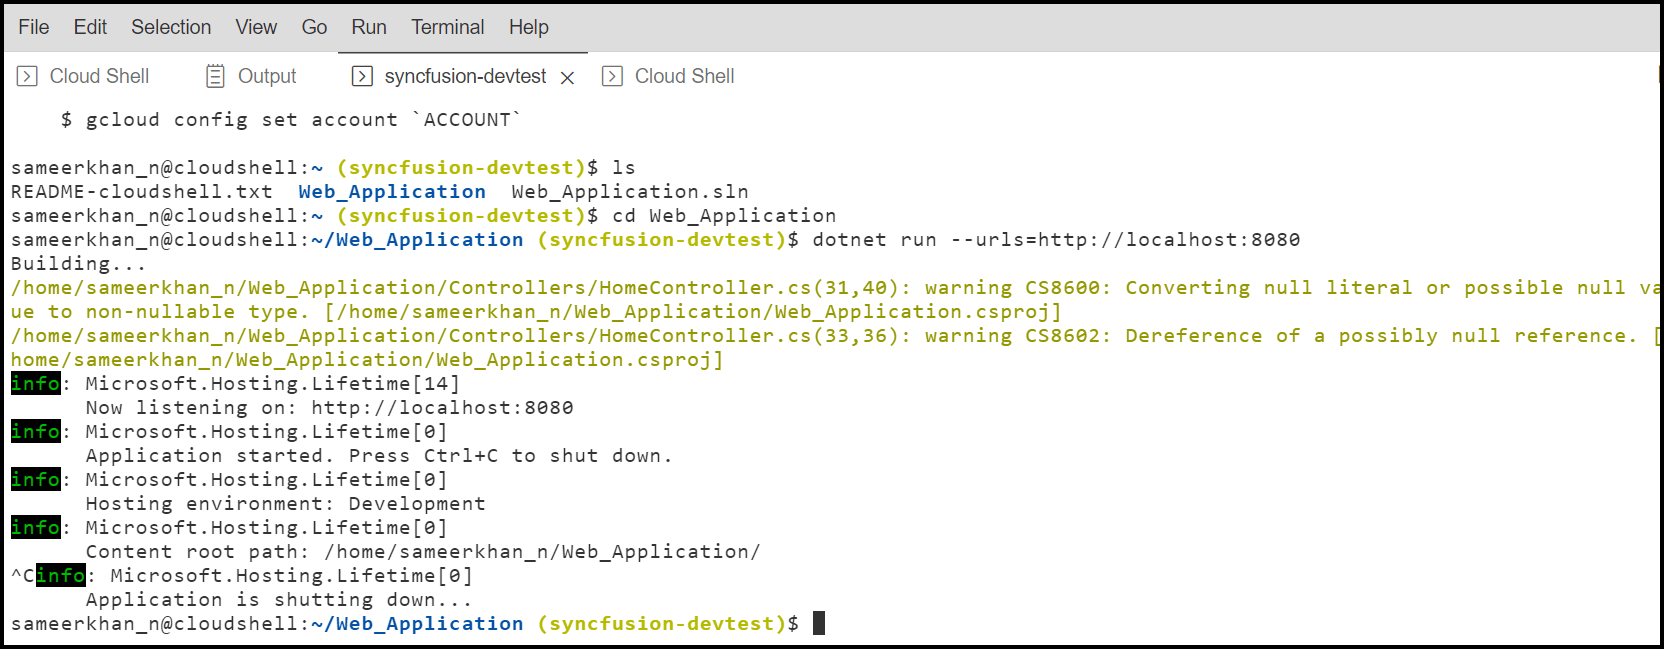 File Edit Selection View Go Run Terminal Help
Cloud Shell Output syncfusion-devtest Cloud Shell
$ gcloud config set account `ACCOUNT`
sameerkhan_n@cloudshell:~ (syncfusion-devtest)$ ls
README-cloudshell.txt Web_Application Web_Application.sln
sameerkhan_n@cloudshell:~ (syncfusion-devtest)$ cd Web_Application
sameerkhan_n@cloudshell:~/Web_Application (syncfusion-devtest)$ dotnet run --urls=http://localhost:8080
Building...
/home/sameerkhan_n/Web_Application/Controllers/HomeController.cs(31,40): warning CS8600: Converting null literal or possible null va
ue to non-nullable type. [/home/sameerkhan_n/Web_Application/Web_Application.csproj]
/home/sameerkhan_n/Web_Application/Controllers/HomeController.cs(33,36): warning CS8602: Dereference of a possibly null reference. [
home/sameerkhan_n/Web_Application/Web_Application.csproj]
info: Microsoft.Hosting.Lifetime[14]
Now listening on: http://localhost:8080
info: Microsoft.Hosting.Lifetime[0]
Application started. Press Ctrl+C to shut down.
info: Microsoft.Hosting.Lifetime[0]
Hosting environment: Development
info: Microsoft.Hosting.Lifetime[0]
Content root path: /home/sameerkhan_n/Web_Application/
^Cinfo: Microsoft.Hosting.Lifetime[0]
Application is shutting down...
sameerkhan_n@cloudshell:~/Web_Application (syncfusion-devtest)$